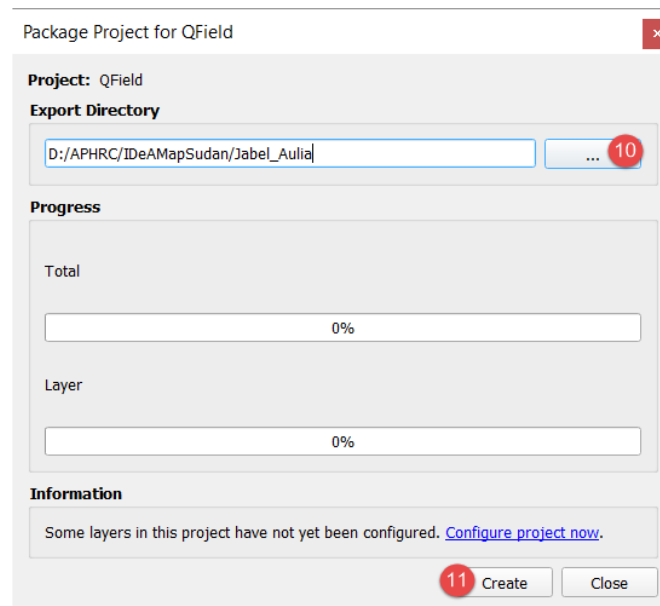 Package Project for QField
Project: QField
Export Directory
D:/APHRC/IDeAMapSudan/Jabel_Aulia
... 10
Progress
Total
0%
Layer
0%
Information
Some layers in this project have not yet been configured. Configure project now.
11 Create Close